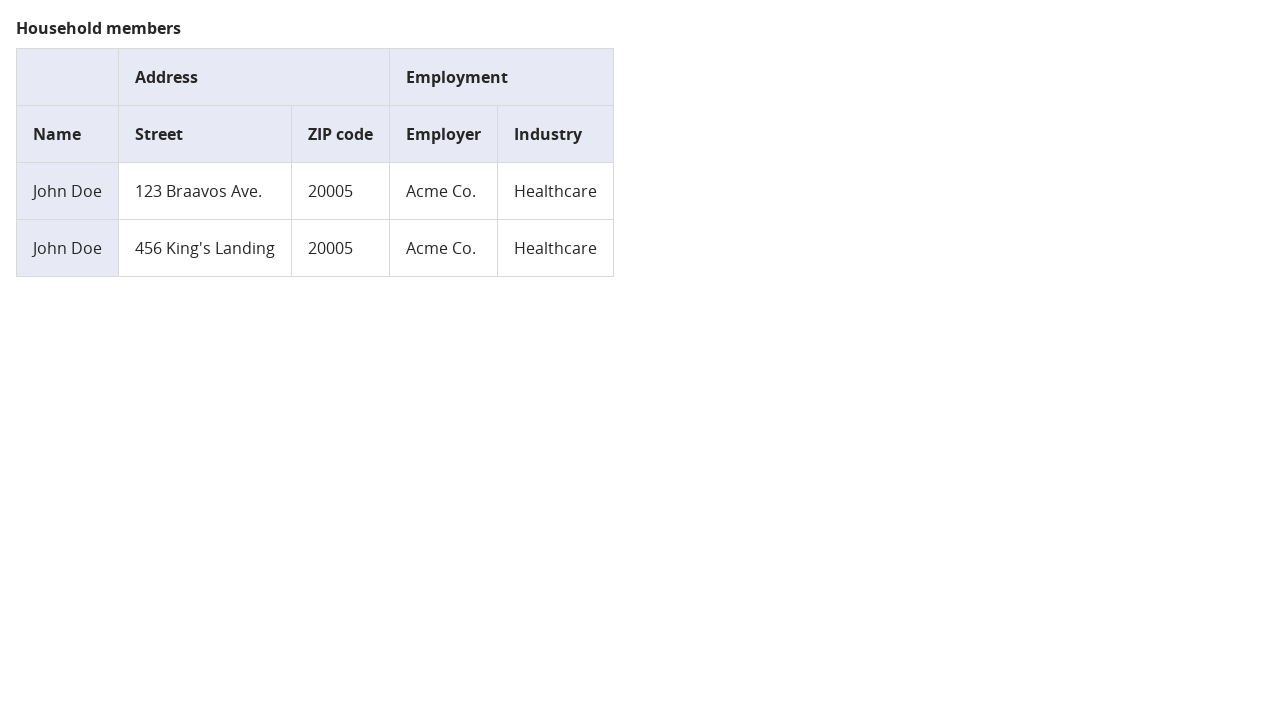 Household members
Address Employment
Name Street ZIP code Employer Industry
John Doe 123 Braavos Ave. 20005 Acme Co. Healthcare
John Doe 456 King's Landing 20005 Acme Co. Healthcare